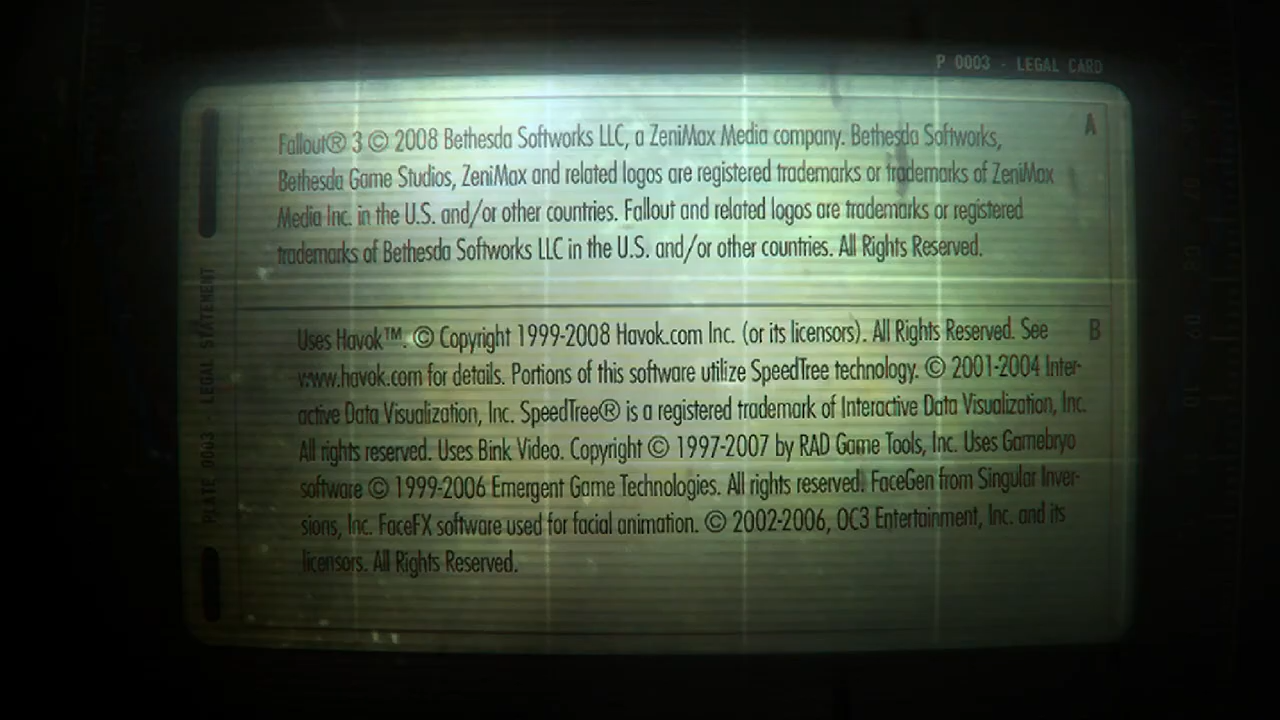 P 0003 - LEGAL CARD
A
Fallout® 3 © 2008 Bethesda Softworks LLC, a ZeniMax Media company. Bethesda Softworks,
Bethesda Game Studios, ZeniMax and related logos are registered trademarks or trademarks of ZeniMax
Media Inc. in the U.S. and/or other countries. Fallout and related logos are trademarks or registered
trademarks of Bethesda Softworks LLC in the U.S. and/or other countries. All Rights Reserved.
B
Uses Havok™. © Copyright 1999-2008 Havok.com Inc. (or its licensors). All Rights Reserved. See
www.havok.com for details. Portions of this software utilize SpeedTree technology. © 2001-2004 Inter-
active Data Visualization, Inc. SpeedTree® is a registered trademark of Interactive Data Visualization, Inc.
All rights reserved. Uses Bink Video. Copyright © 1997-2007 by RAD Game Tools, Inc. Uses Gamebryo
software © 1999-2006 Emergent Game Technologies. All rights reserved. FaceGen from Singular Inver-
sions, Inc. FaceFX software used for facial animation. © 2002-2006, OC3 Entertainment, Inc. and its
licensors. All Rights Reserved.
PLATE 0003 - LEGAL STATEMENT